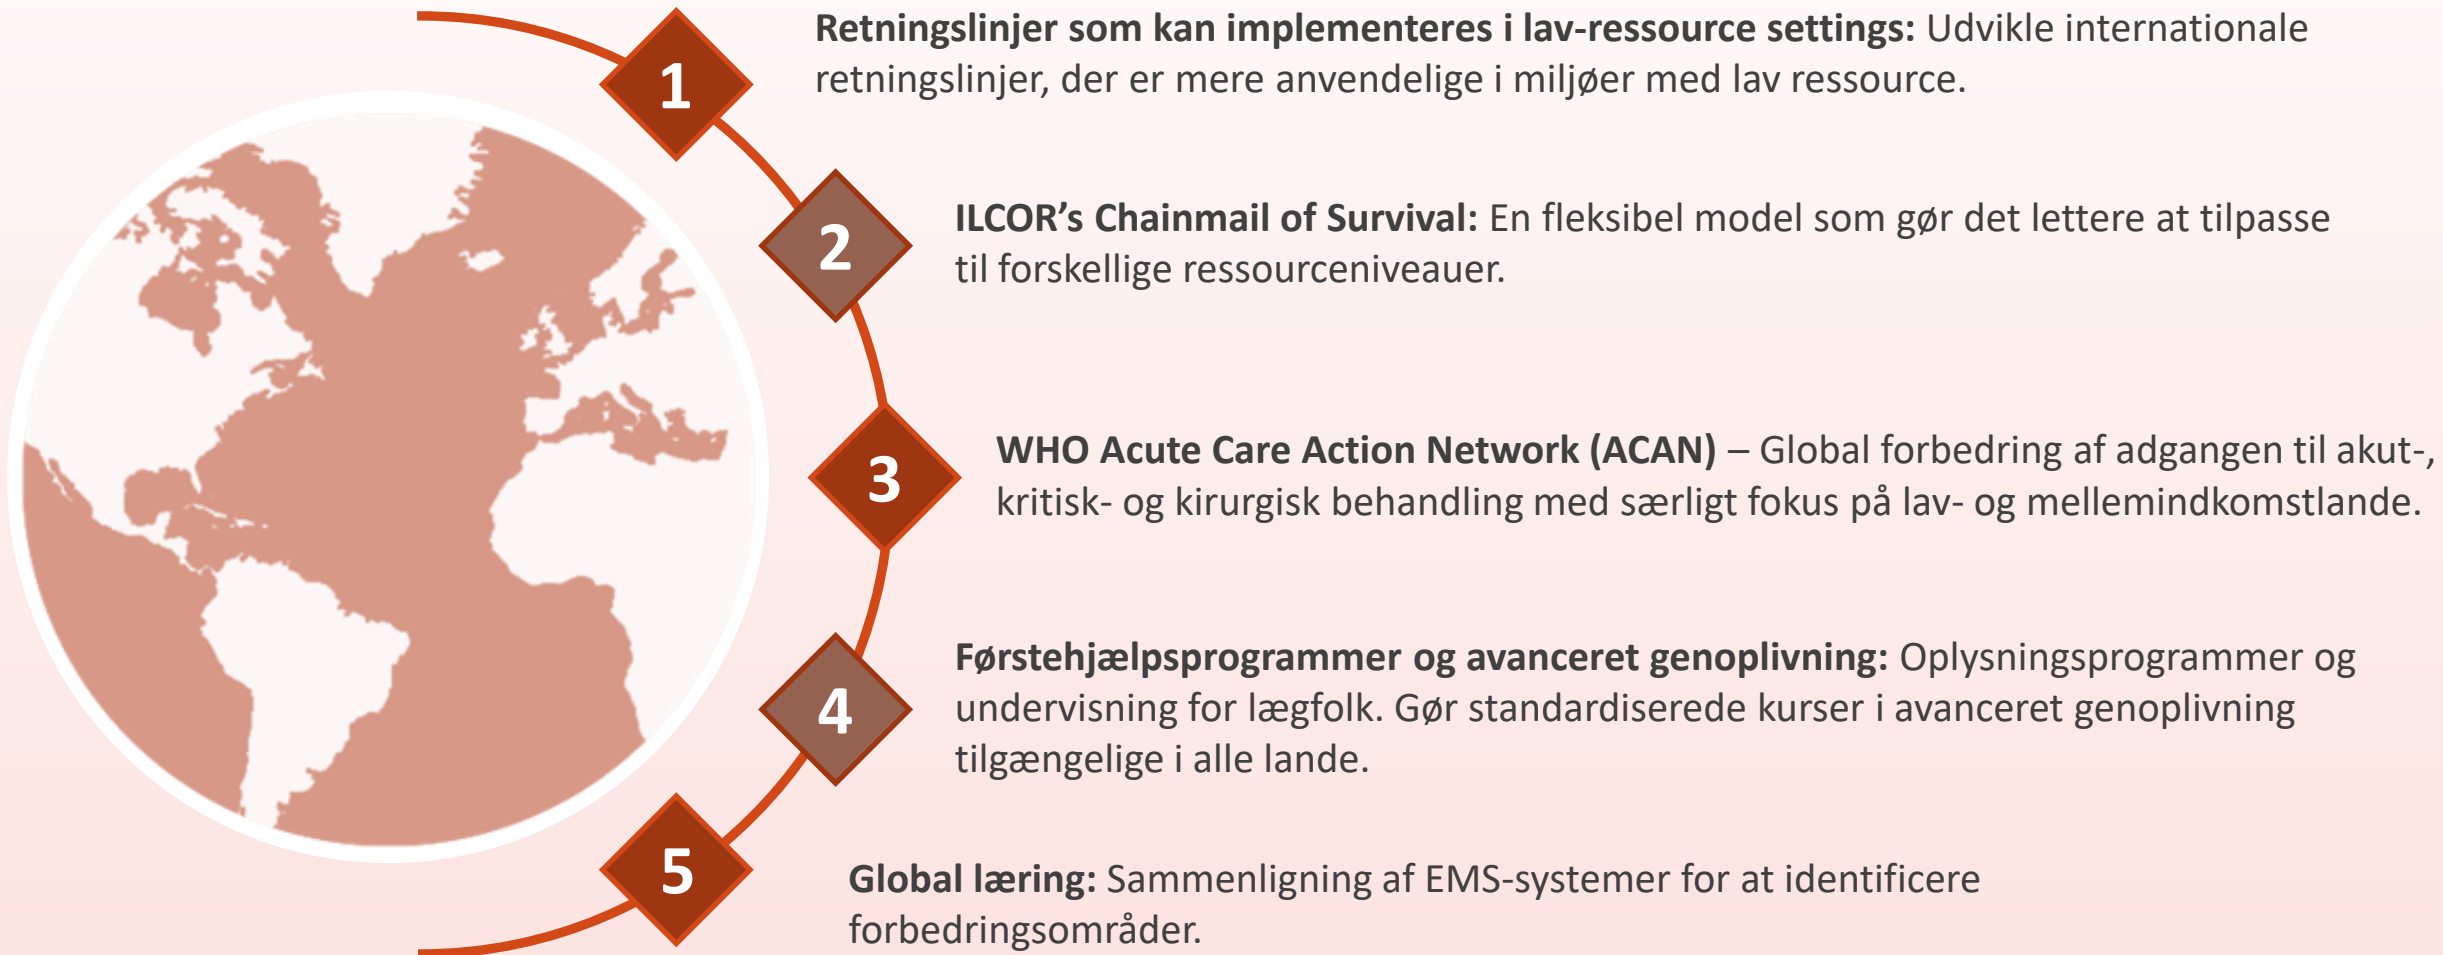 1
Retningslinjer som kan implementeres i lav-ressource settings: Udvikle internationale
retningslinjer, der er mere anvendelige i miljøer med lav ressource.
2
ILCOR’s Chainmail of Survival: En fleksibel model som gør det lettere at tilpasse
til forskellige ressourceniveauer.
3
WHO Acute Care Action Network (ACAN) – Global forbedring af adgangen til akut-,
kritisk- og kirurgisk behandling med særligt fokus på lav- og mellemindkomstlande.
4
Førstehjælpsprogrammer og avanceret genoplivning: Oplysningsprogrammer og
undervisning for lægfolk. Gør standardiserede kurser i avanceret genoplivning
tilgængelige i alle lande.
5
Global læring: Sammenligning af EMS-systemer for at identificere
forbedringsområder.